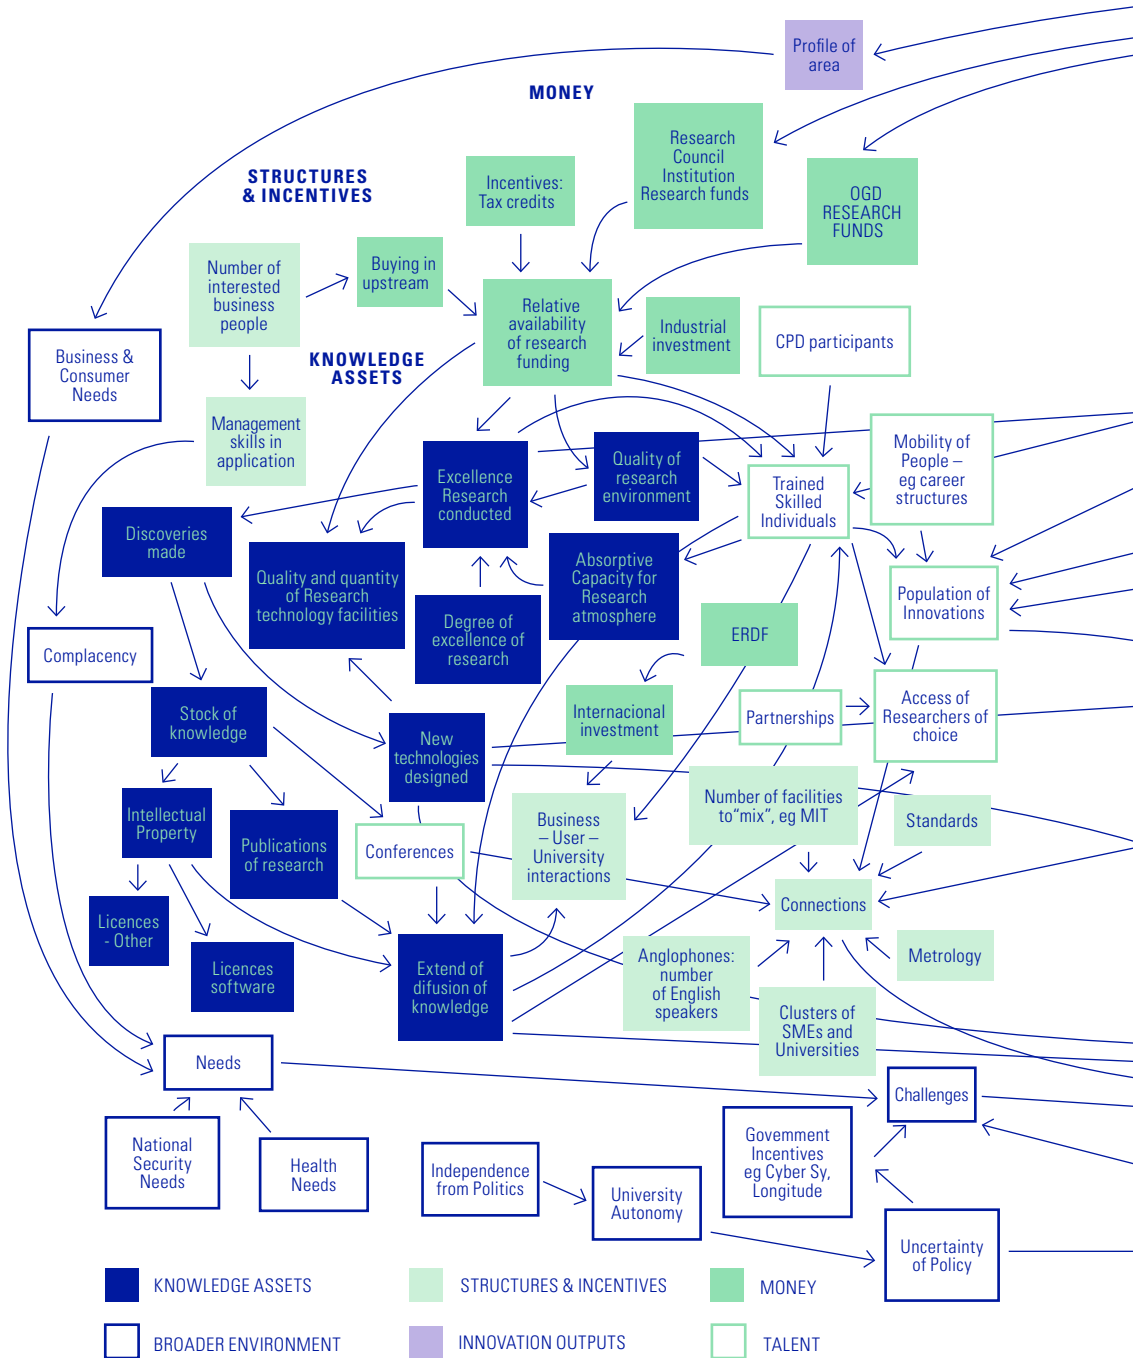 Profile of
area
MONEY
Research
Council
Institution
Research funds
STRUCTURES
& INCENTIVES
Incentives:
Tax credits
OGD
RESEARCH
FUNDS
Number of
interested
business
people
Buying in
upstream
Relative
availability
of research
funding
Industrial
investment
CPD participants
Business &
Consumer
Needs
KNOWLEDGE
ASSETS
Management
skills in
application
Mobility of
People –
eg career
structures
Excellence
Research
conducted
Quality of
research
environment
Trained
Skilled
Individuals
Discoveries
made
Quality and quantity
of Research
technology facilities
Absorptive
Capacity for
Research
atmosphere
Population of
Innovations
Degree of
excellence of
research
ERDF
Complacency
Stock of
knowledge
New
technologies
designed
Internacional
investment
Partnerships
Access of
Researchers of
choice
Intellectual
Property
Publications
of research
Conferences
Business
– User –
University
interactions
Number of facilities
to“mix”, eg MIT
Standards
Connections
Licences
- Other
Licences
software
Extend of
difusion of
knowledge
Anglophones:
number
of English
speakers
Metrology
Clusters of
SMEs and
Universities
Needs
Challenges
National
Security
Needs
Health
Needs
Independence
from Politics
University
Autonomy
Government
Incentives
eg Cyber Sy,
Longitude
Uncertainty
of Policy
KNOWLEDGE ASSETS
STRUCTURES & INCENTIVES
MONEY
BROADER ENVIRONMENT
INNOVATION OUTPUTS
TALENT